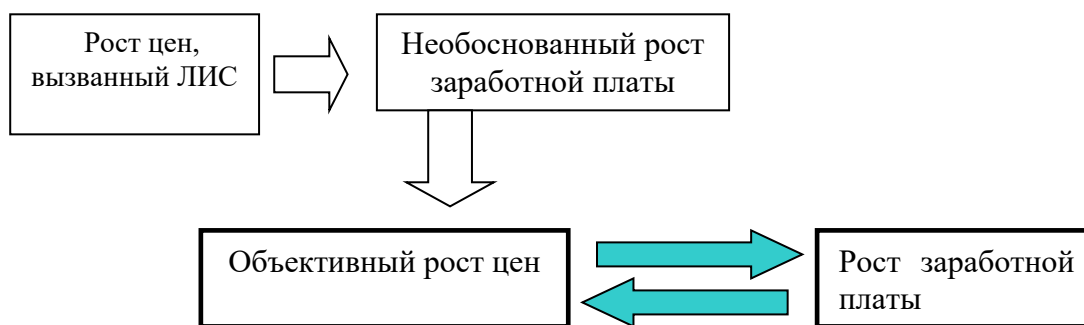 Рост цен,
вызванный ЛИС
Необоснованный рост
заработной платы
Объективный рост цен
Рост заработной
платы